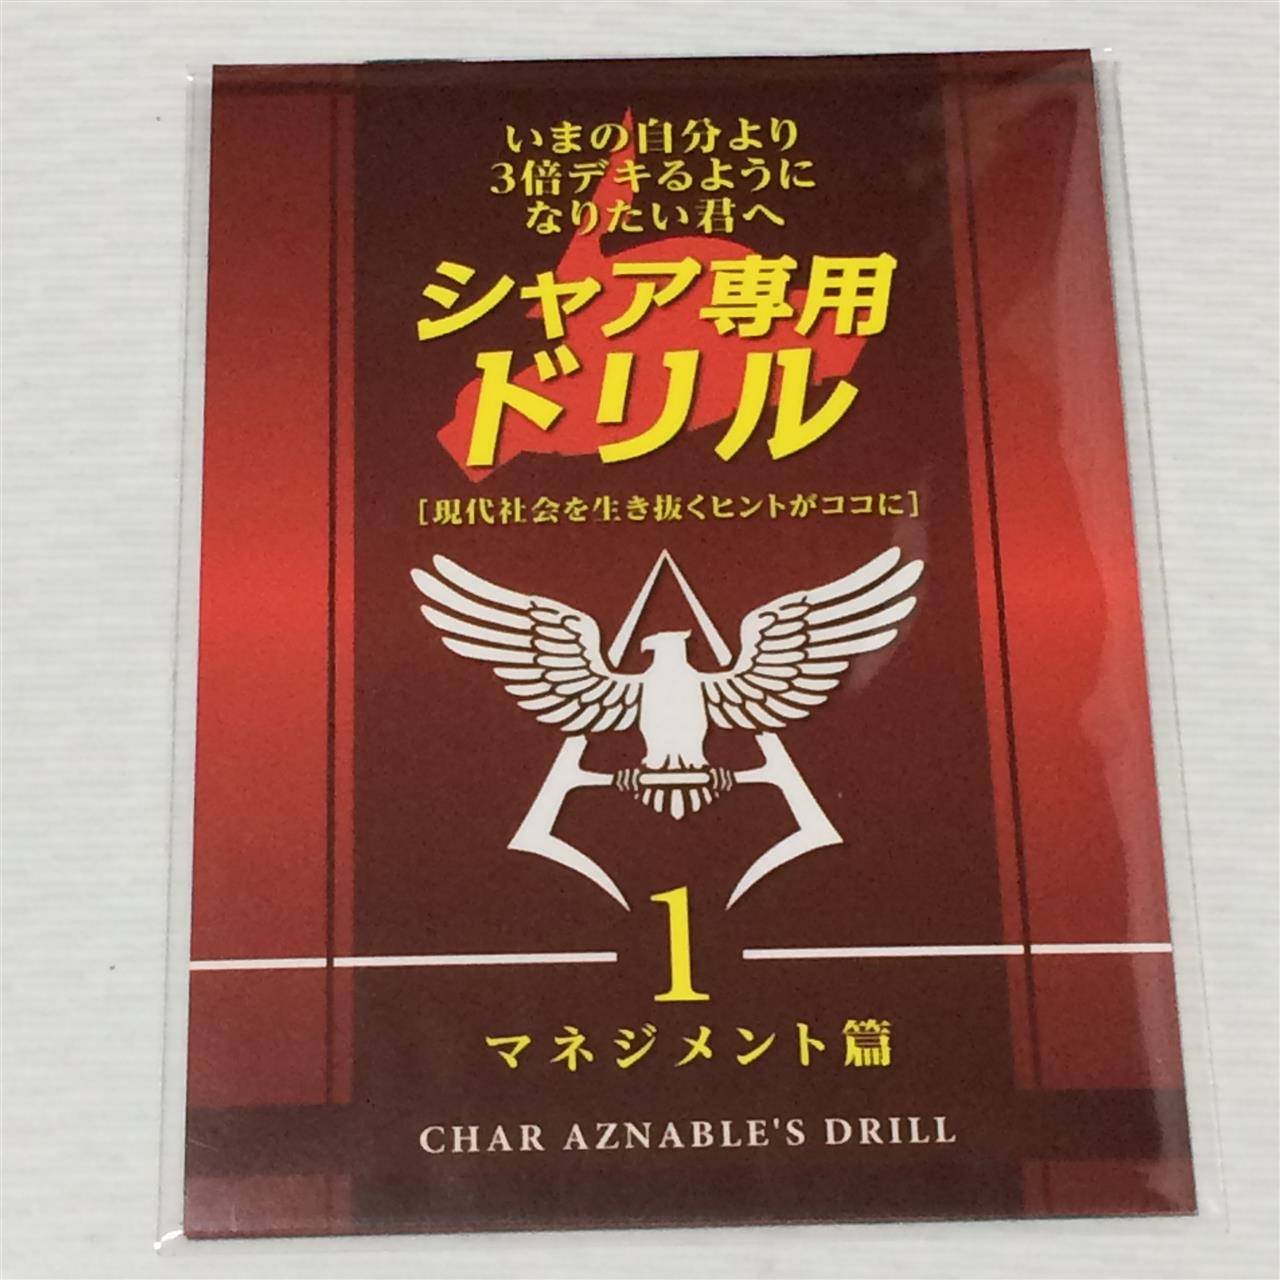 いまの自分より
3倍デキるように
なりたい君へ
シャア専用
ドリル
[現代社会を生き抜くヒントがココに]
1
マネジメント篇
CHAR AZNABLE'S DRILL